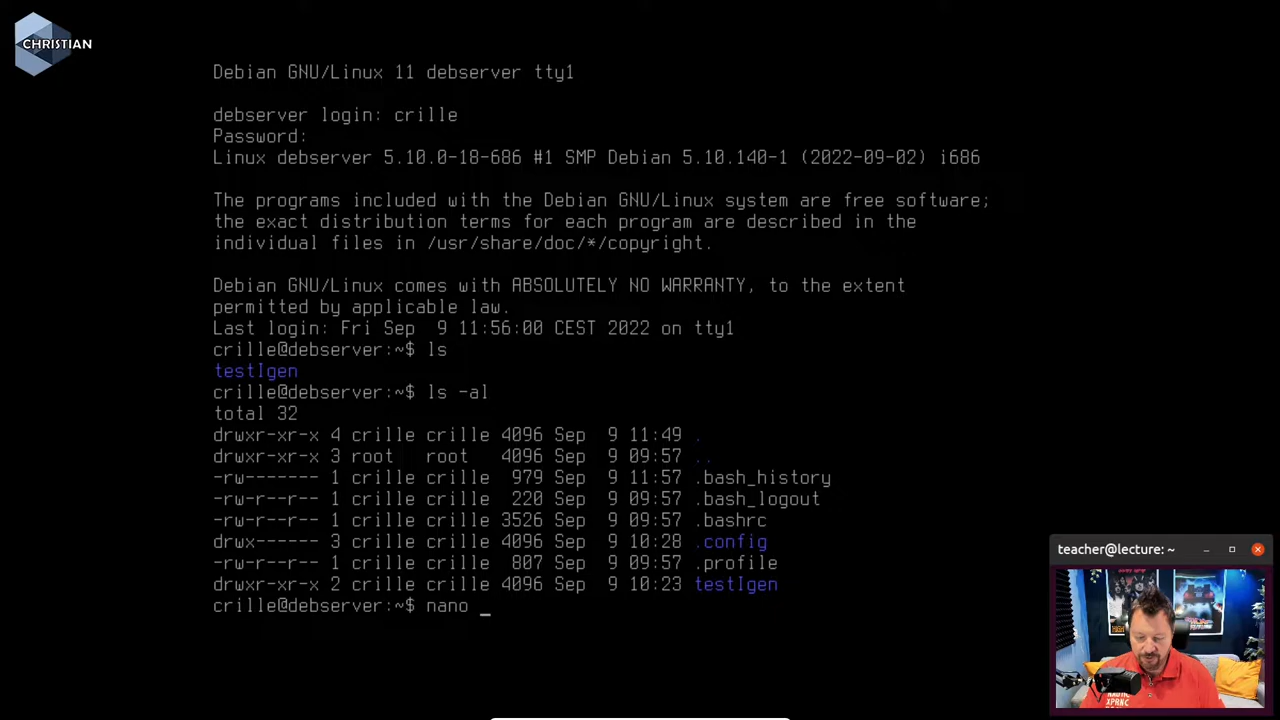 CHRISTIAN
Debian GNU/Linux 11 debserver tty1
debserver login: crille
Password:
Linux debserver 5.10.0-18-686 #1 SMP Debian 5.10.140-1 (2022-09-02) i686
The programs included with the Debian GNU/Linux system are free software;
the exact distribution terms for each program are described in the
individual files in /usr/share/doc/*/copyright.
Debian GNU/Linux comes with ABSOLUTELY NO WARRANTY, to the extent
permitted by applicable law.
Last login: Fri Sep  9 11:56:00 CEST 2022 on tty1
crille@debserver:~$ ls
testIgen
crille@debserver:~$ ls -al
total 32
drwxr-xr-x 4 crille crille 4096 Sep  9 11:49 .
drwxr-xr-x 3 root   root   4096 Sep  9 09:57 ..
-rw------- 1 crille crille  979 Sep  9 11:57 .bash_history
-rw-r--r-- 1 crille crille  220 Sep  9 09:57 .bash_logout
-rw-r--r-- 1 crille crille 3526 Sep  9 09:57 .bashrc
drwx------ 3 crille crille 4096 Sep  9 10:28 .config
-rw-r--r-- 1 crille crille  807 Sep  9 09:57 .profile
drwxr-xr-x 2 crille crille 4096 Sep  9 10:23 testIgen
crille@debserver:~$ nano _
teacher@lecture: ~